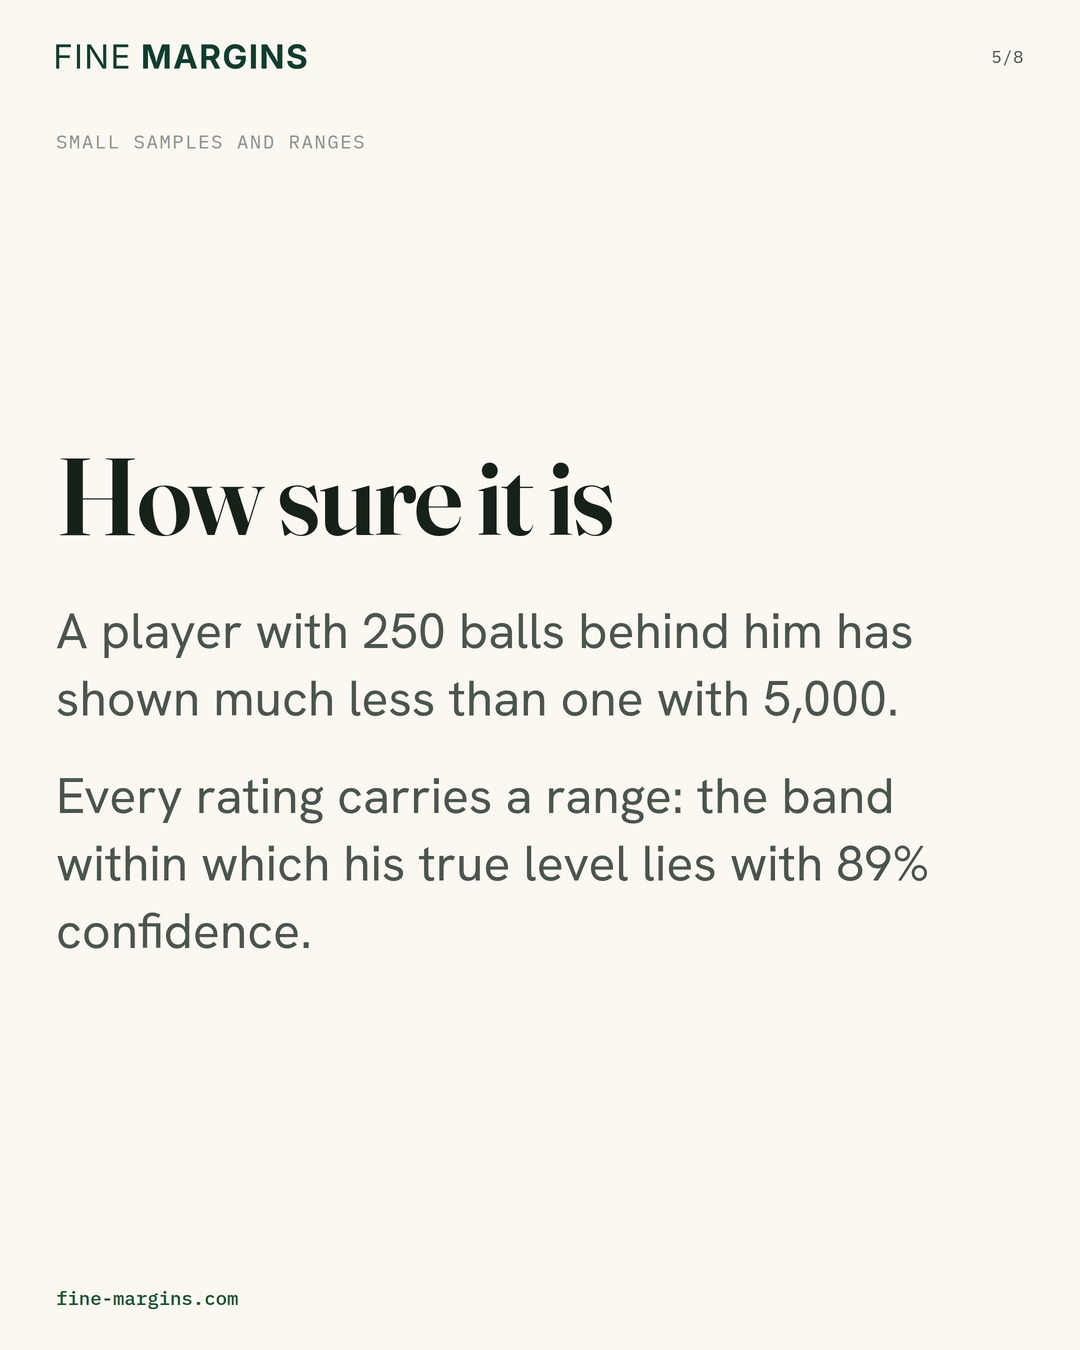 FINE MARGINS
5/8
SMALL SAMPLES AND RANGES
How sure it is
A player with 250 balls behind him has
shown much less than one with 5,000.
Every rating carries a range: the band
within which his true level lies with 89%
confidence.
fine-margins.com